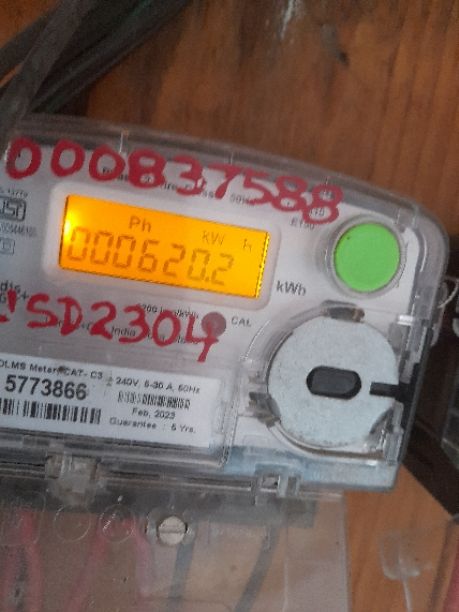 000837588
Ph kW h
000620.2
kWh
SD2304
CAL
DLMS Meter, CAT- C3 240V, 5-30 A, 50Hz
5773866
Feb, 2023
Guarantee : 5 Yrs.